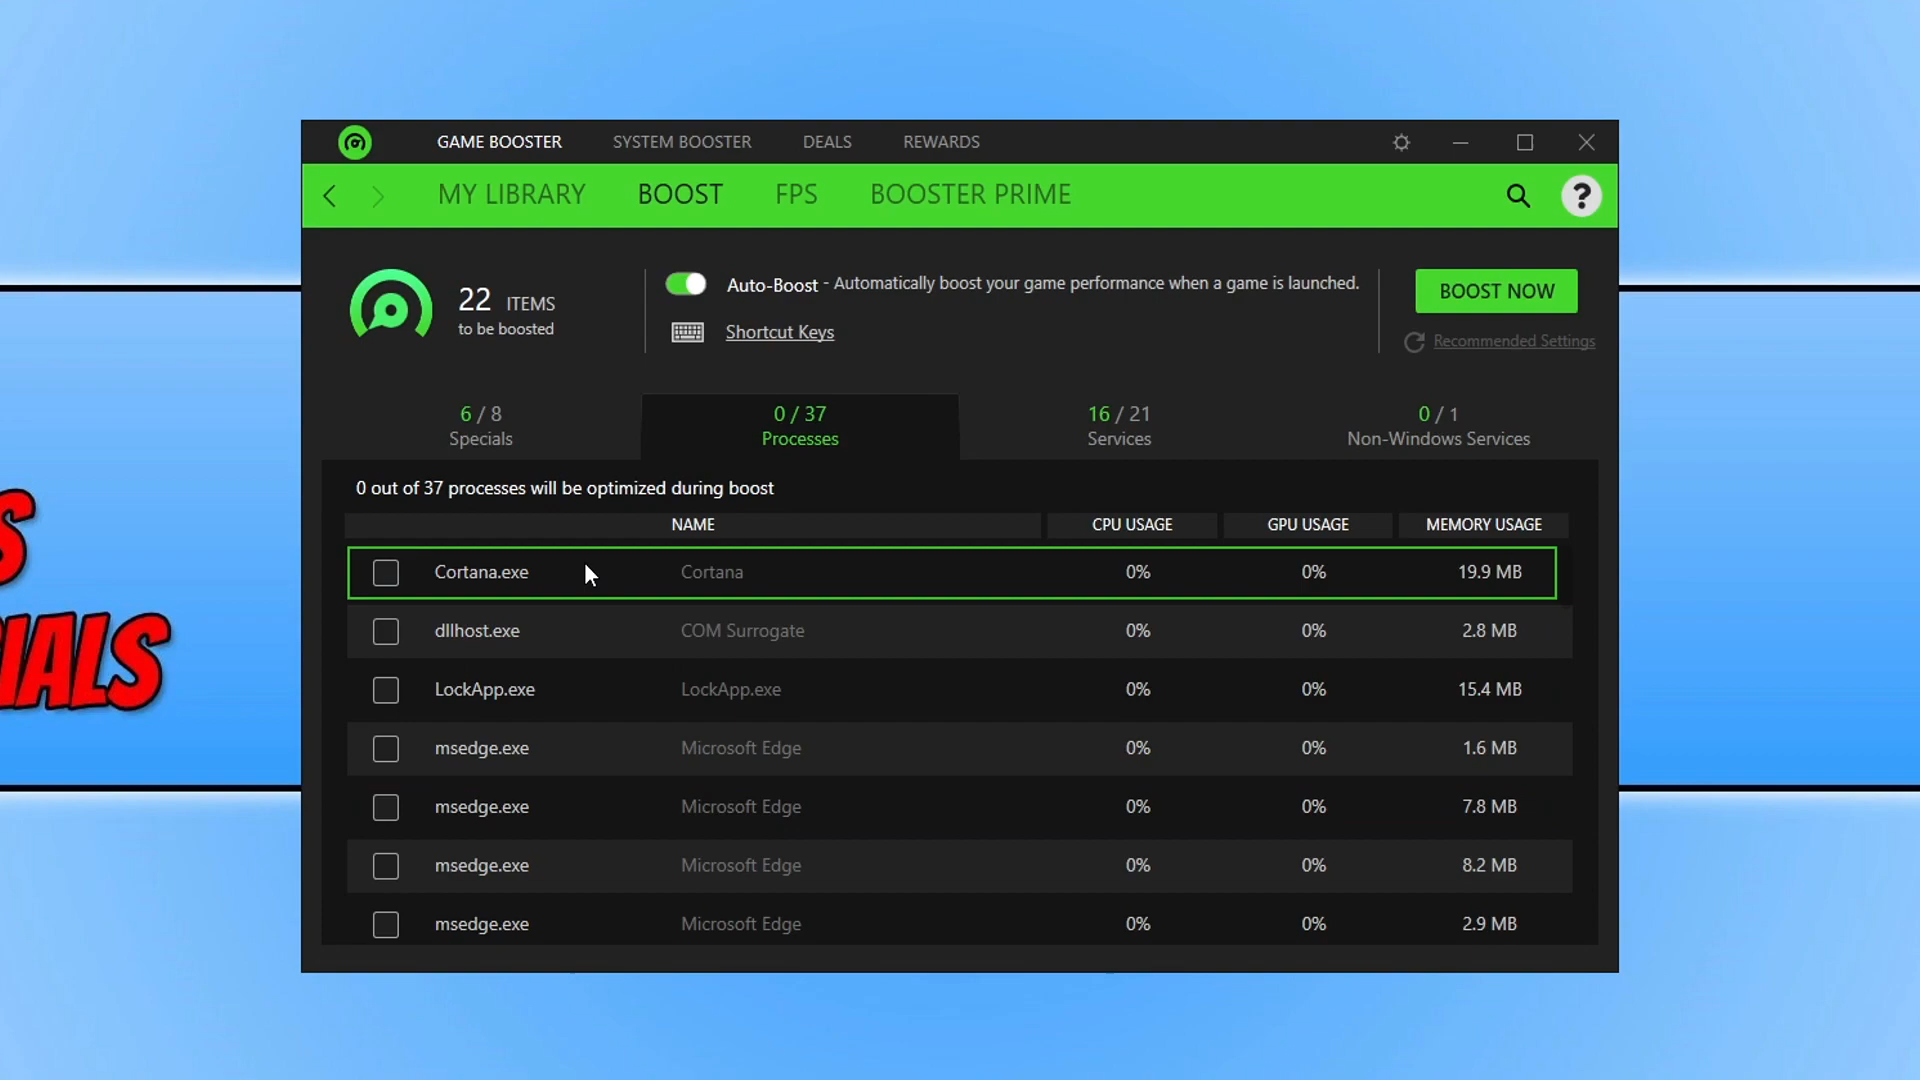 GAME BOOSTER SYSTEM BOOSTER DEALS REWARDS
MY LIBRARY BOOST FPS BOOSTER PRIME ?
22 ITEMS
to be boosted
Auto-Boost - Automatically boost your game performance when a game is launched.
Shortcut Keys
BOOST NOW
Recommended Settings
6 / 8
Specials
0 / 37
Processes
16 / 21
Services
0 / 1
Non-Windows Services
0 out of 37 processes will be optimized during boost
NAME CPU USAGE GPU USAGE MEMORY USAGE
Cortana.exe Cortana 0% 0% 19.9 MB
dllhost.exe COM Surrogate 0% 0% 2.8 MB
LockApp.exe LockApp.exe 0% 0% 15.4 MB
msedge.exe Microsoft Edge 0% 0% 1.6 MB
msedge.exe Microsoft Edge 0% 0% 7.8 MB
msedge.exe Microsoft Edge 0% 0% 8.2 MB
msedge.exe Microsoft Edge 0% 0% 2.9 MB